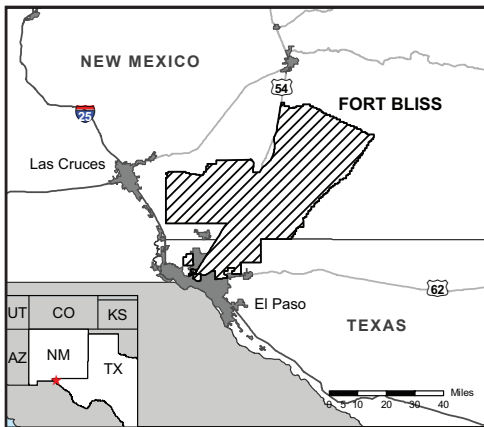 NEW MEXICO
54
FORT BLISS
25
Las Cruces
62
El Paso
UT
CO
KS
TEXAS
AZ
NM
TX
Miles
0 5 10 20 30 40